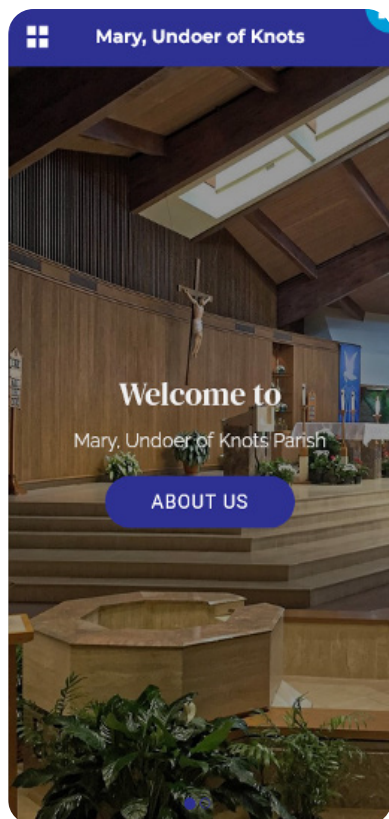 Mary, Undoer of Knots
Welcome to
Mary, Undoer of Knots Parish
ABOUT US